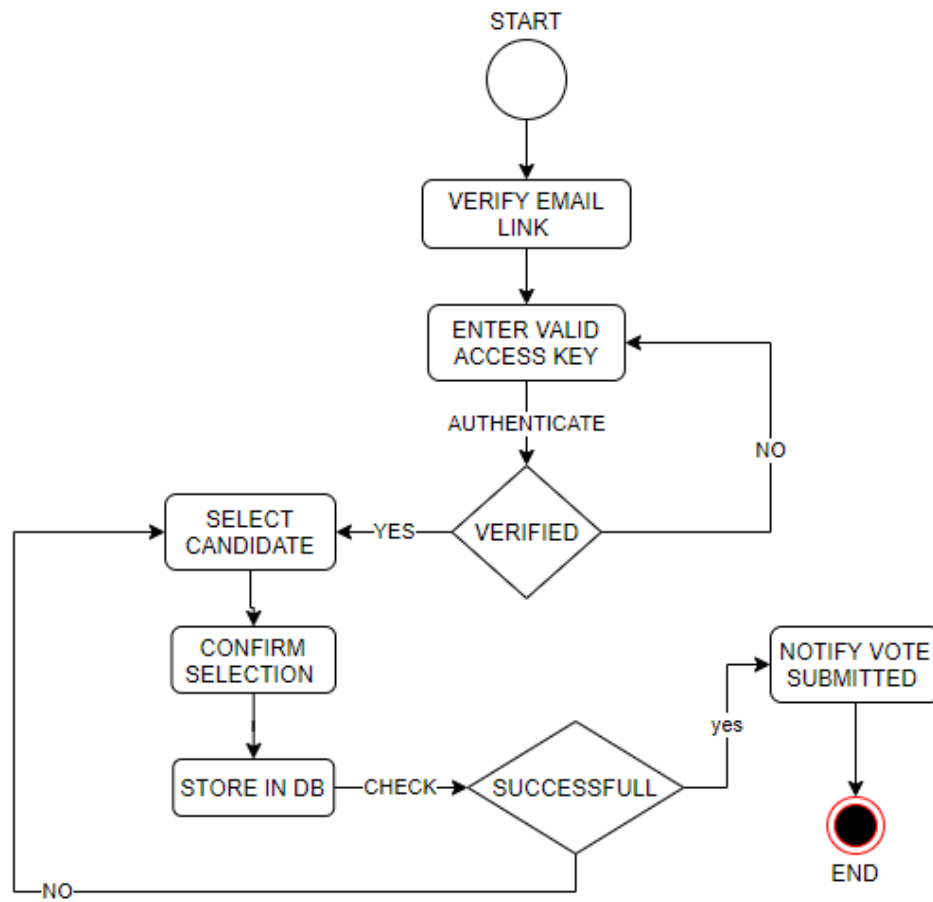 START
VERIFY EMAIL
LINK
ENTER VALID
ACCESS KEY
AUTHENTICATE
NO
VERIFIED
YES
SELECT
CANDIDATE
CONFIRM
SELECTION
STORE IN DB
CHECK
SUCCESSFULL
yes
NOTIFY VOTE
SUBMITTED
END
NO